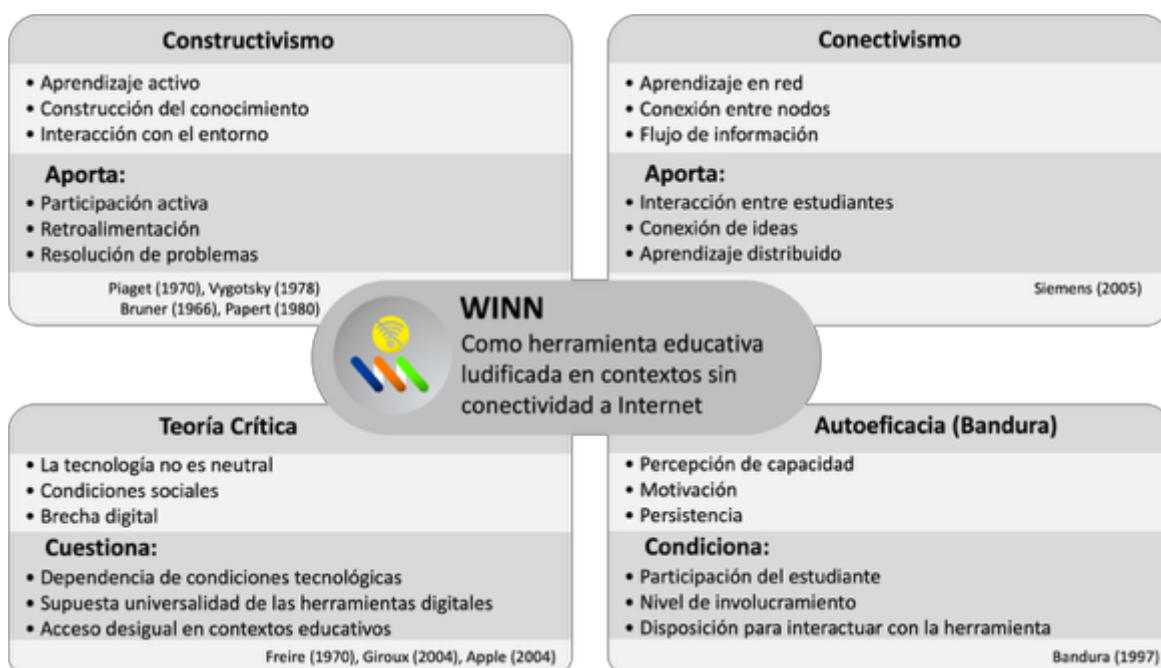 Constructivismo
• Aprendizaje activo
• Construcción del conocimiento
• Interacción con el entorno
Aporta:
• Participación activa
• Retroalimentación
• Resolución de problemas
Piaget (1970), Vygotsky (1978)
Bruner (1966), Papert (1980)
Conectivismo
• Aprendizaje en red
• Conexión entre nodos
• Flujo de información
Aporta:
• Interacción entre estudiantes
• Conexión de ideas
• Aprendizaje distribuido
Siemens (2005)
WINN
Como herramienta educativa
ludificada en contextos sin
conectividad a Internet
Teoría Crítica
• La tecnología no es neutral
• Condiciones sociales
• Brecha digital
Cuestiona:
• Dependencia de condiciones tecnológicas
• Supuesta universalidad de las herramientas digitales
• Acceso desigual en contextos educativos
Freire (1970), Giroux (2004), Apple (2004)
Autoeficacia (Bandura)
• Percepción de capacidad
• Motivación
• Persistencia
Condiciona:
• Participación del estudiante
• Nivel de involucramiento
• Disposición para interactuar con la herramienta
Bandura (1997)